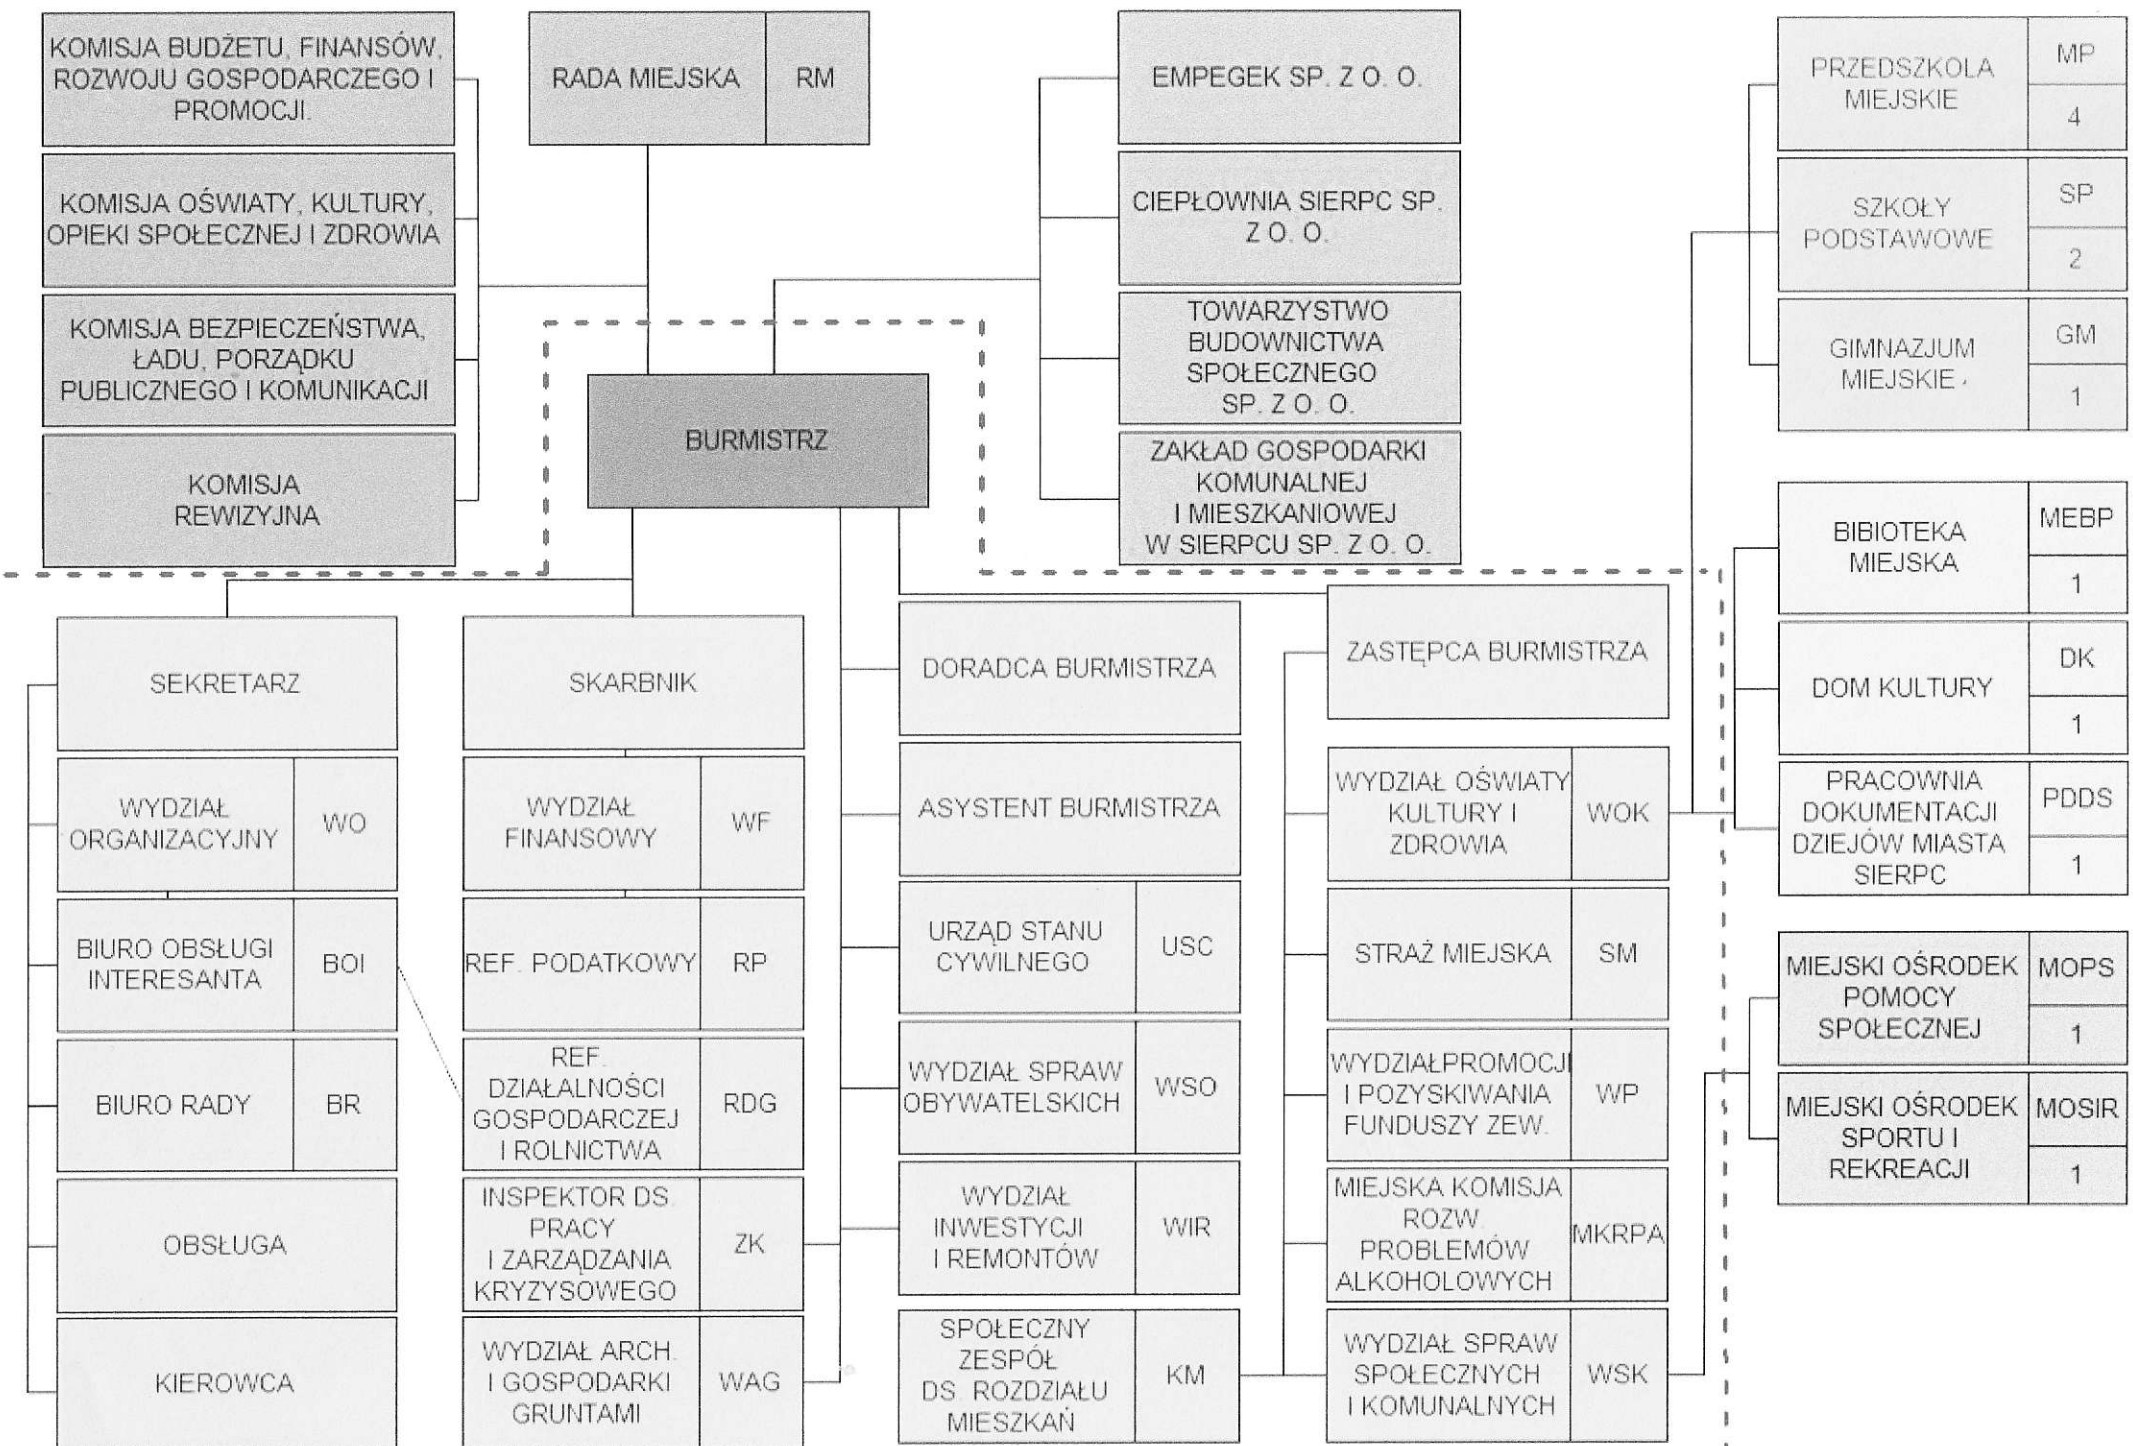 KOMISJA BUDŻETU, FINANSÓW,
ROZWOJU GOSPODARCZEGO I
PROMOCJI.
KOMISJA OŚWIATY, KULTURY,
OPIEKI SPOŁECZNEJ I ZDROWIA
KOMISJA BEZPIECZEŃSTWA,
ŁADU, PORZĄDKU
PUBLICZNEGO I KOMUNIKACJI
KOMISJA
REWIZYJNA
RADA MIEJSKA
RM
BURMISTRZ
EMPEGEK SP. Z O. O.
CIEPŁOWNIA SIERPC SP.
Z O. O.
TOWARZYSTWO
BUDOWNICTWA
SPOŁECZNEGO
SP. Z O. O.
ZAKŁAD GOSPODARKI
KOMUNALNEJ
I MIESZKANIOWEJ
W SIERPCU SP. Z O. O.
PRZEDSZKOLA
MIEJSKIE
MP
4
SZKOŁY
PODSTAWOWE
SP
2
GIMNAZJUM
MIEJSKIE
GM
1
BIBIOTEKA
MIEJSKA
MEBP
1
DOM KULTURY
DK
1
PRACOWNIA
DOKUMENTACJI
DZIEJÓW MIASTA
SIERPC
PDDS
1
MIEJSKI OŚRODEK
POMOCY
SPOŁECZNEJ
MOPS
1
MIEJSKI OŚRODEK
SPORTU I
REKREACJI
MOSIR
1
SEKRETARZ
WYDZIAŁ
ORGANIZACYJNY
WO
BIURO OBSŁUGI
INTERESANTA
BOI
BIURO RADY
BR
OBSŁUGA
KIEROWCA
SKARBNIK
WYDZIAŁ
FINANSOWY
WF
REF. PODATKOWY
RP
REF.
DZIAŁALNOŚCI
GOSPODARCZEJ
I ROLNICTWA
RDG
INSPEKTOR DS.
PRACY
I ZARZĄDZANIA
KRYZYSOWEGO
ZK
WYDZIAŁ ARCH.
I GOSPODARKI
GRUNTAMI
WAG
DORADCA BURMISTRZA
ASYSTENT BURMISTRZA
URZĄD STANU
CYWILNEGO
USC
WYDZIAŁ SPRAW
OBYWATELSKICH
WSO
WYDZIAŁ
INWESTYCJI
I REMONTÓW
WIR
SPOŁECZNY
ZESPÓŁ
DS. ROZDZIAŁU
MIESZKAŃ
KM
ZASTĘPCA BURMISTRZA
WYDZIAŁ OŚWIATY
KULTURY I
ZDROWIA
WOK
STRAŻ MIEJSKA
SM
WYDZIAŁPROMOCJI
I POZYSKIWANIA
FUNDUSZY ZEW.
WP
MIEJSKA KOMISJA
ROZW.
PROBLEMÓW
ALKOHOLOWYCH
MKRPA
WYDZIAŁ SPRAW
SPOŁECZNYCH
I KOMUNALNYCH
WSK